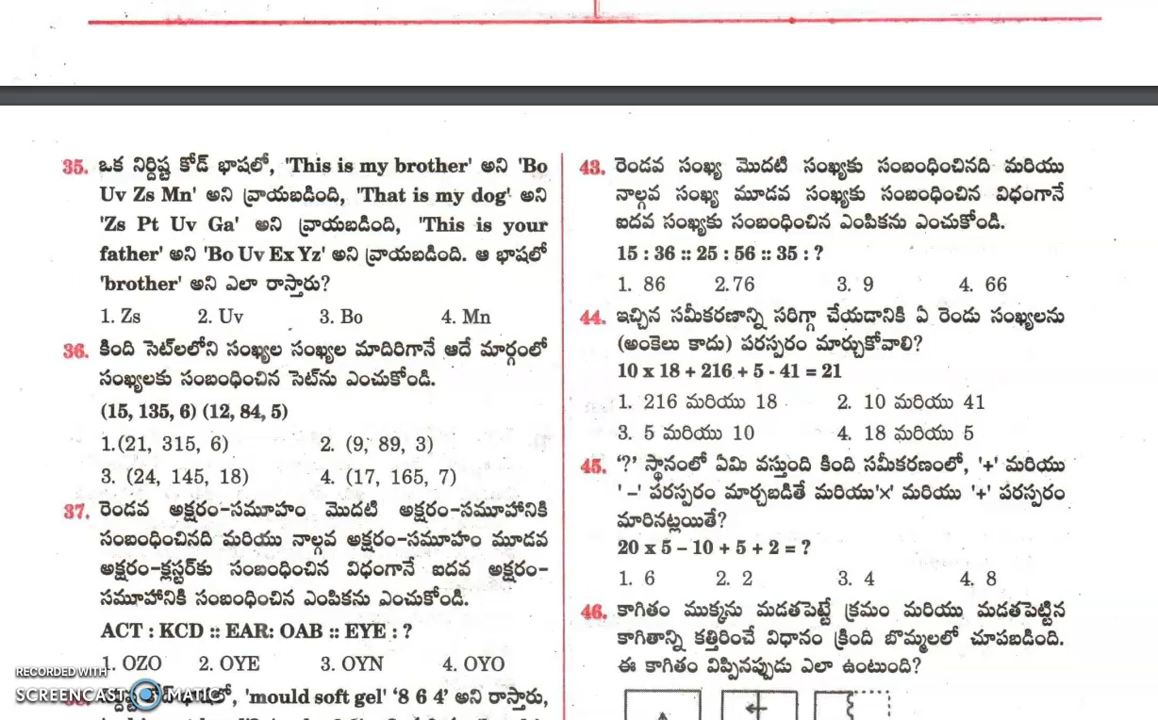 35. ఒక నిర్దిష్ట కోడ్ భాషలో, 'This is my brother' అని 'Bo
Uv Zs Mn' అని వ్రాయబడింది, 'That is my dog' అని
'Zs Pt Uv Ga' అని వ్రాయబడింది, 'This is your
father' అని 'Bo Uv Ex Yz' అని వ్రాయబడింది. ఆ భాషలో
'brother' అని ఎలా రాస్తారు?
1. Zs 2. Uv 3. Bo 4. Mn
36. కింది సెట్‌లలోని సంఖ్యల సంఖ్యల మాదిరిగానే ఆదే మార్గంలో
సంఖ్యలకు సంబంధించిన సెట్‌ను ఎంచుకోండి.
(15, 135, 6) (12, 84, 5)
1.(21, 315, 6) 2. (9, 89, 3)
3. (24, 145, 18) 4. (17, 165, 7)
37. రెండవ అక్షరం-సమూహం మొదటి అక్షరం-సమూహానికి
సంబంధించినది మరియు నాల్గవ అక్షరం-సమూహం మూడవ
అక్షరం-క్లస్టర్‌కు సంబంధించిన విధంగానే ఐదవ అక్షరం-
సమూహానికి సంబంధించిన ఎంపికను ఎంచుకోండి.
ACT : KCD :: EAR: OAB :: EYE : ?
1. OZO 2. OYE 3. OYN 4. OYO
భాషలో, 'mould soft gel' '8 6 4' అని రాస్తారు,
43. రెండవ సంఖ్య మొదటి సంఖ్యకు సంబంధించినది మరియు
నాల్గవ సంఖ్య మూడవ సంఖ్యకు సంబంధించిన విధంగానే
ఐదవ సంఖ్యకు సంబంధించిన ఎంపికను ఎంచుకోండి.
15 : 36 :: 25 : 56 :: 35 : ?
1. 86 2.76 3. 9 4. 66
44. ఇచ్చిన సమీకరణాన్ని సరిగ్గా చేయడానికి ఏ రెండు సంఖ్యలను
(అంకెలు కాదు) పరస్పరం మార్చుకోవాలి?
10 x 18 + 216 + 5 - 41 = 21
1. 216 మరియు 18 2. 10 మరియు 41
3. 5 మరియు 10 4. 18 మరియు 5
45. '?' స్థానంలో ఏమి వస్తుంది కింది సమీకరణంలో, '+' మరియు
'–' పరస్పరం మార్చబడితే మరియు'×' మరియు '+' పరస్పరం
మారినట్లయితే?
20 x 5 – 10 + 5 + 2 = ?
1. 6 2. 2 3. 4 4. 8
46. కాగితం ముక్కను మడతపెట్టే క్రమం మరియు మడతపెట్టిన
కాగితాన్ని కత్తిరించే విధానం క్రింది బొమ్మలలో చూపబడింది.
ఈ కాగితం విప్పినప్పుడు ఎలా ఉంటుంది?
RECORDED WITH
SCREENCAST MATIC